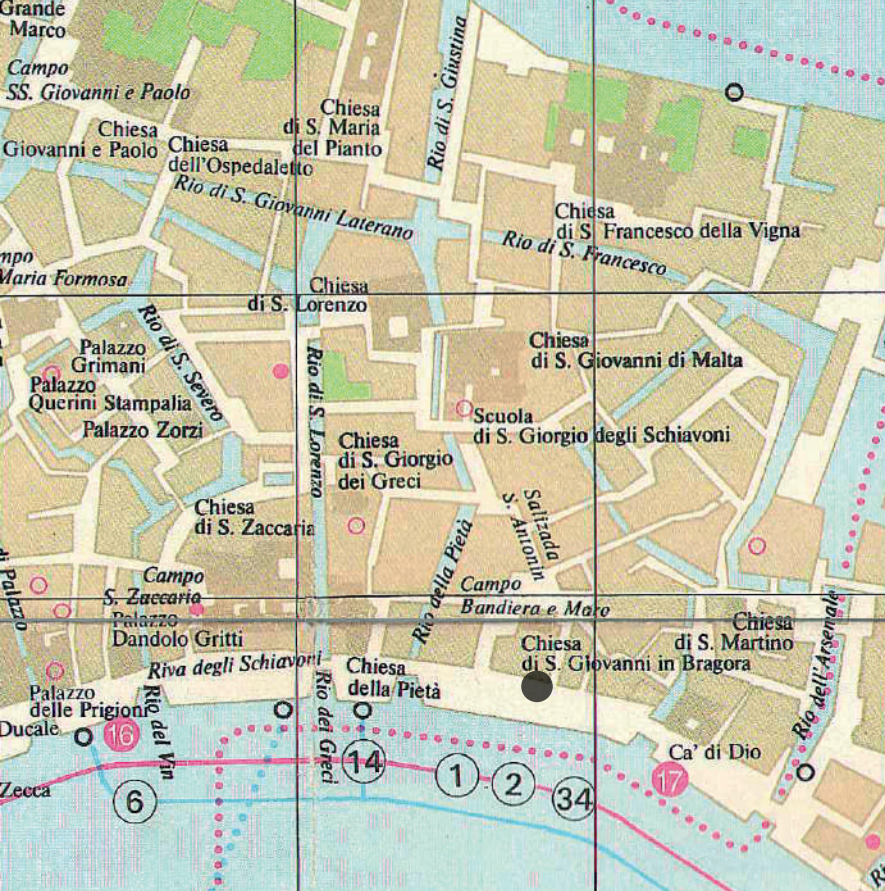 Grande
Marco
Campo
SS. Giovanni e Paolo
Chiesa
Giovanni e Paolo
Chiesa
dell'Ospedaletto
Chiesa
di S. Maria
del Pianto
Rio di S. Giustina
Rio di S. Giovanni Laterano
Chiesa
di S. Francesco della Vigna
Rio di S. Francesco
mpo
Maria Formosa
Chiesa
di S. Lorenzo
Rio di S. Severo
Palazzo
Grimani
Palazzo
Querini Stampalia
Palazzo Zorzi
Rio di S. Lorenzo
Chiesa
di S. Giovanni di Malta
Scuola
di S. Giorgio degli Schiavoni
Chiesa
di S. Giorgio
dei Greci
Chiesa
di S. Zaccaria
Salizada
S. Antonin
Rio della Pietà
di Palazzo
Campo
S. Zaccaria
Campo
Bandiera e Moro
Palazzo
Dandolo Gritti
Chiesa
di S. Martino
Rio dell'Arsenale
Chiesa
di S. Giovanni in Bragora
Riva degli Schiavoni
Chiesa
della Pietà
Palazzo
delle Prigioni
Ducale
16
Rio del Vin
Rio dei Greci
Ca' di Dio
17
Zecca
6
14
1
2
34
Ri